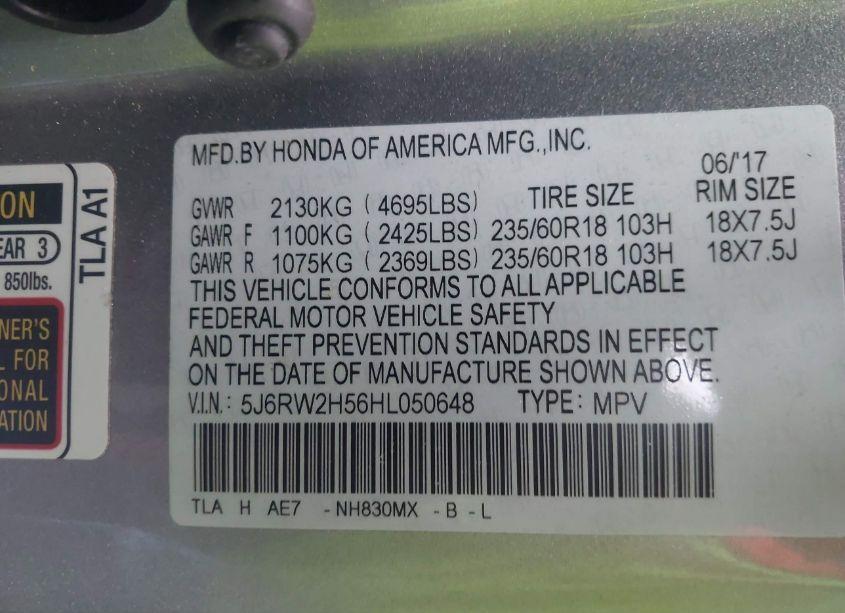 ON
EAR 3
850lbs.
NER'S
L FOR
ONAL
ATION
TLA A1
MFD.BY HONDA OF AMERICA MFG.,INC.
06/'17
GVWR 2130KG ( 4695LBS) TIRE SIZE RIM SIZE
GAWR F 1100KG ( 2425LBS) 235/60R18 103H 18X7.5J
GAWR R 1075KG ( 2369LBS) 235/60R18 103H 18X7.5J
THIS VEHICLE CONFORMS TO ALL APPLICABLE
FEDERAL MOTOR VEHICLE SAFETY
AND THEFT PREVENTION STANDARDS IN EFFECT
ON THE DATE OF MANUFACTURE SHOWN ABOVE.
V.I.N.: 5J6RW2H56HL050648 TYPE: MPV
TLA H AE7 -NH830MX -B -L